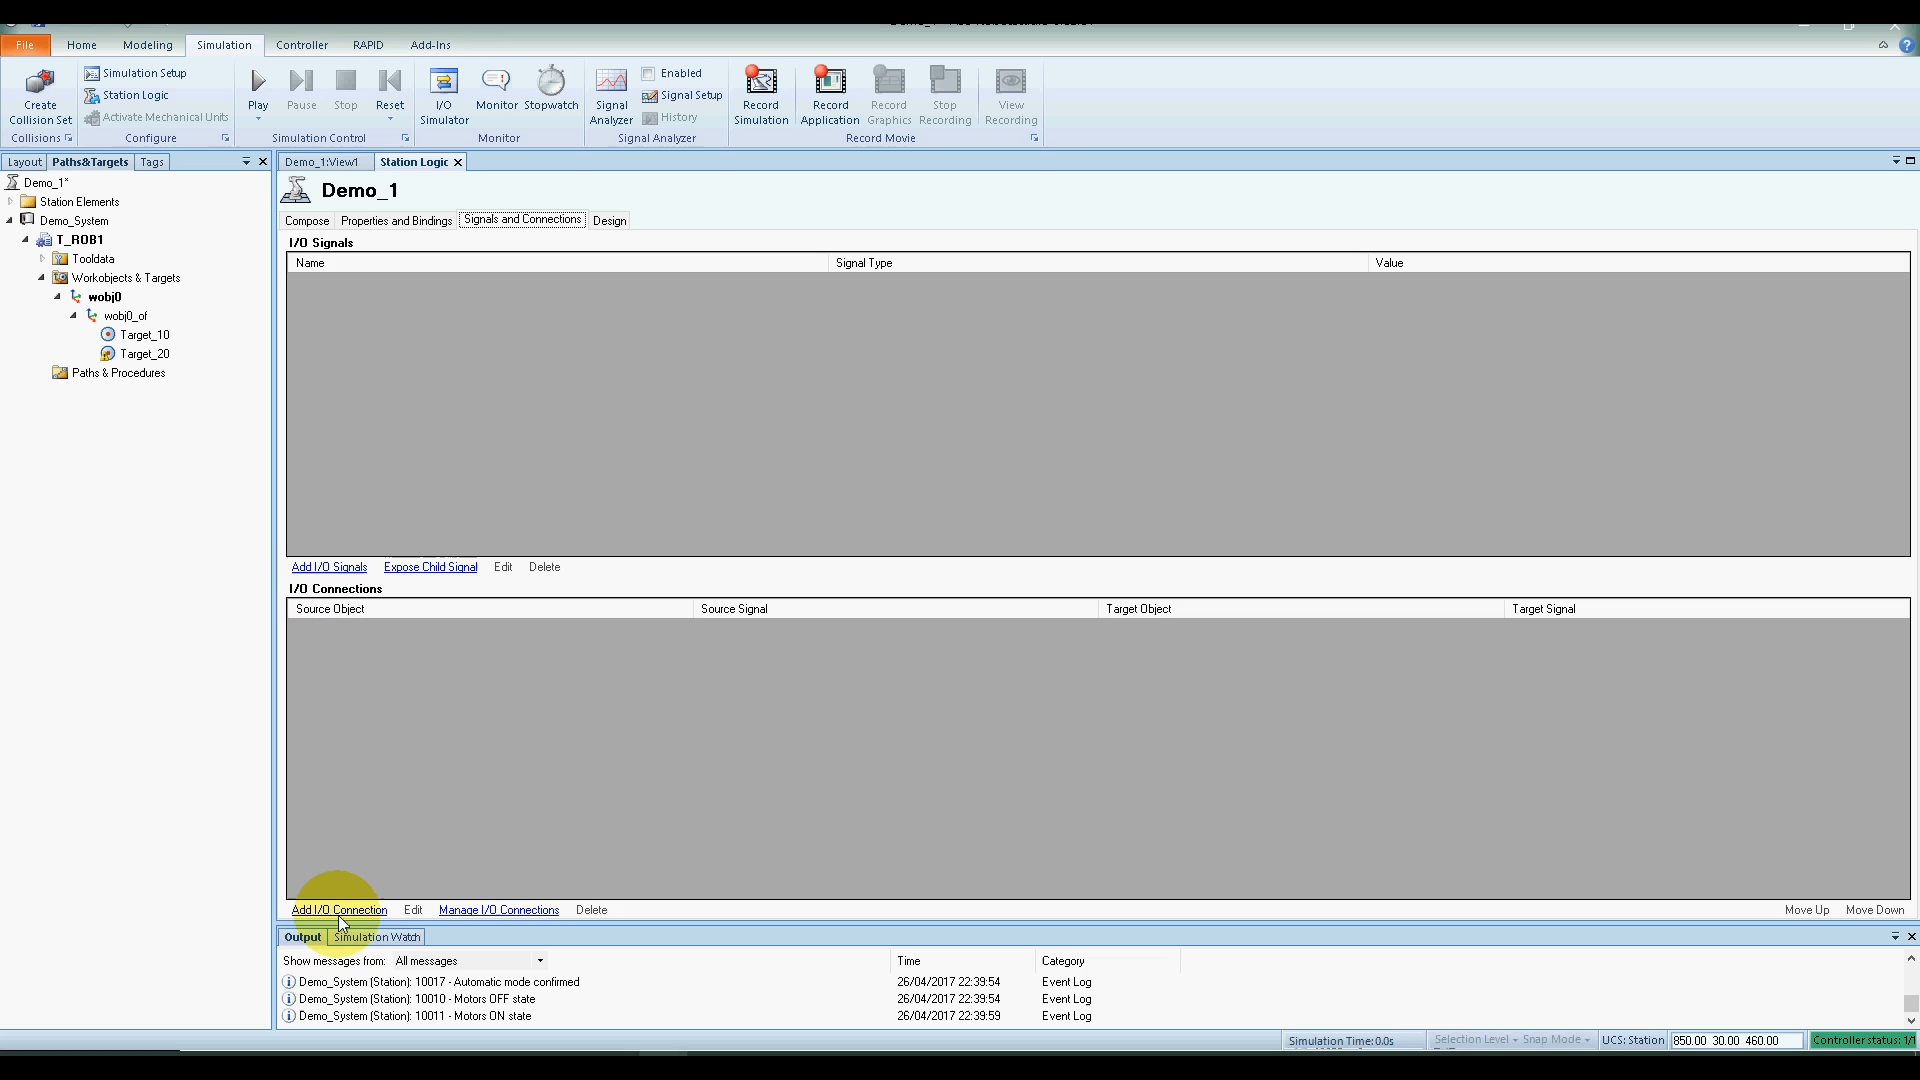 File Home Modeling Simulation Controller RAPID Add-Ins
Create Collision Set
Simulation Setup
Station Logic
Activate Mechanical Units
Play Pause Stop Reset
I/O Simulator
Monitor Stopwatch
Signal Analyzer
Enabled
Signal Setup
History
Record Simulation
Record Application
Record Graphics
Stop Recording
View Recording
Collisions Configure Simulation Control Monitor Signal Analyzer Record Movie
Layout Paths&Targets Tags
Demo_1*
Station Elements
Demo_System
T_ROB1
Tooldata
Workobjects & Targets
wobj0
wobj0_of
Target_10
Target_20
Paths & Procedures
Demo_1:View1 Station Logic
Demo_1
Compose Properties and Bindings Signals and Connections Design
I/O Signals
Name Signal Type Value
Add I/O Signals Expose Child Signal Edit Delete
I/O Connections
Source Object Source Signal Target Object Target Signal
Add I/O Connection Edit Manage I/O Connections Delete Move Up Move Down
Output Simulation Watch
Show messages from: All messages Time Category
Demo_System (Station): 10017 - Automatic mode confirmed 26/04/2017 22:39:54 Event Log
Demo_System (Station): 10010 - Motors OFF state 26/04/2017 22:39:54 Event Log
Demo_System (Station): 10011 - Motors ON state 26/04/2017 22:39:59 Event Log
Simulation Time: 0.0s Selection Level Snap Mode UCS: Station 850.00 30.00 460.00 Controller status: 1/1